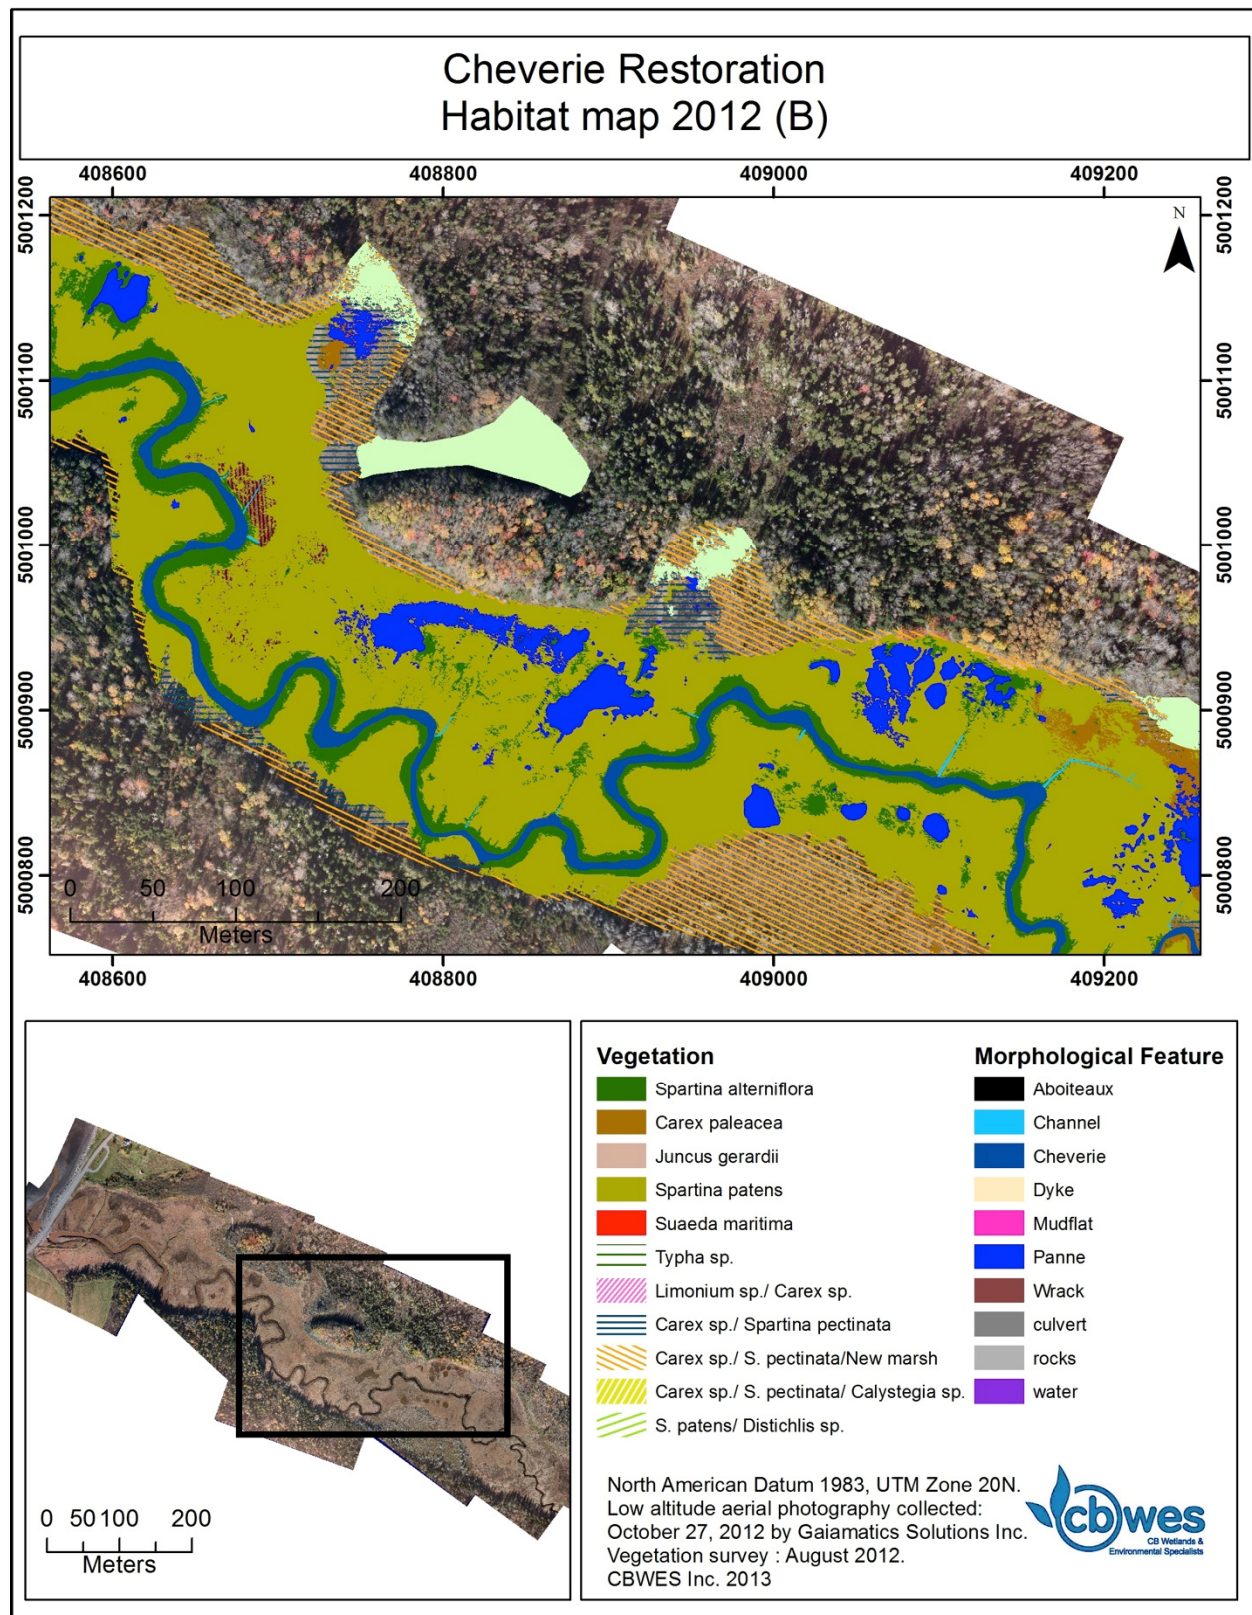 Cheverie Restoration
Habitat map 2012 (B)
408600 408800 409000 409200
5001200 5001200
N
5001100 5001100
5001000 5001000
5000900 5000900
5000800 5000800
0 50 100 200
Meters
408600 408800 409000 409200
0 50 100 200
Meters
Vegetation
Spartina alterniflora
Carex paleacea
Juncus gerardii
Spartina patens
Suaeda maritima
Typha sp.
Limonium sp./ Carex sp.
Carex sp./ Spartina pectinata
Carex sp./ S. pectinata/New marsh
Carex sp./ S. pectinata/ Calystegia sp.
S. patens/ Distichlis sp.
Morphological Feature
Aboiteaux
Channel
Cheverie
Dyke
Mudflat
Panne
Wrack
culvert
rocks
water
North American Datum 1983, UTM Zone 20N.
Low altitude aerial photography collected:
October 27, 2012 by Gaiamatics Solutions Inc.
Vegetation survey : August 2012.
CBWES Inc. 2013
cbwes
CB Wetlands &
Environmental Specialists